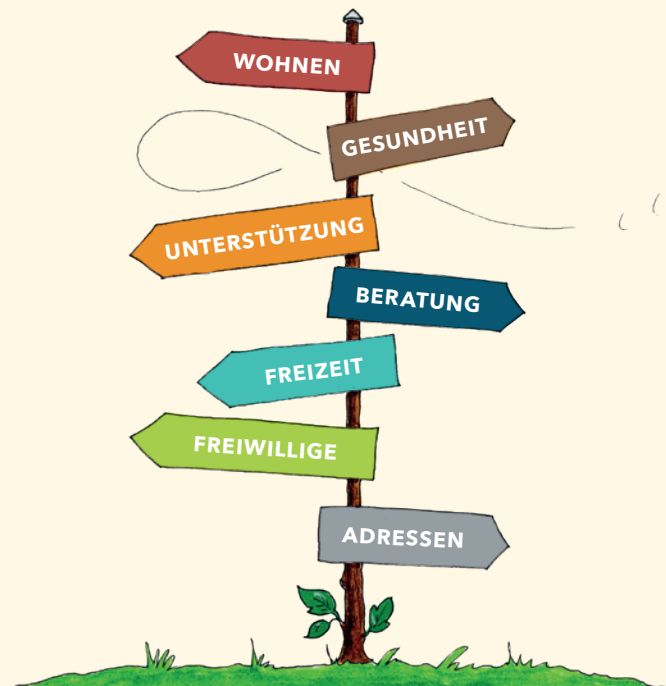 WOHNEN
GESUNDHEIT
UNTERSTÜTZUNG
BERATUNG
FREIZEIT
FREIWILLIGE
ADRESSEN